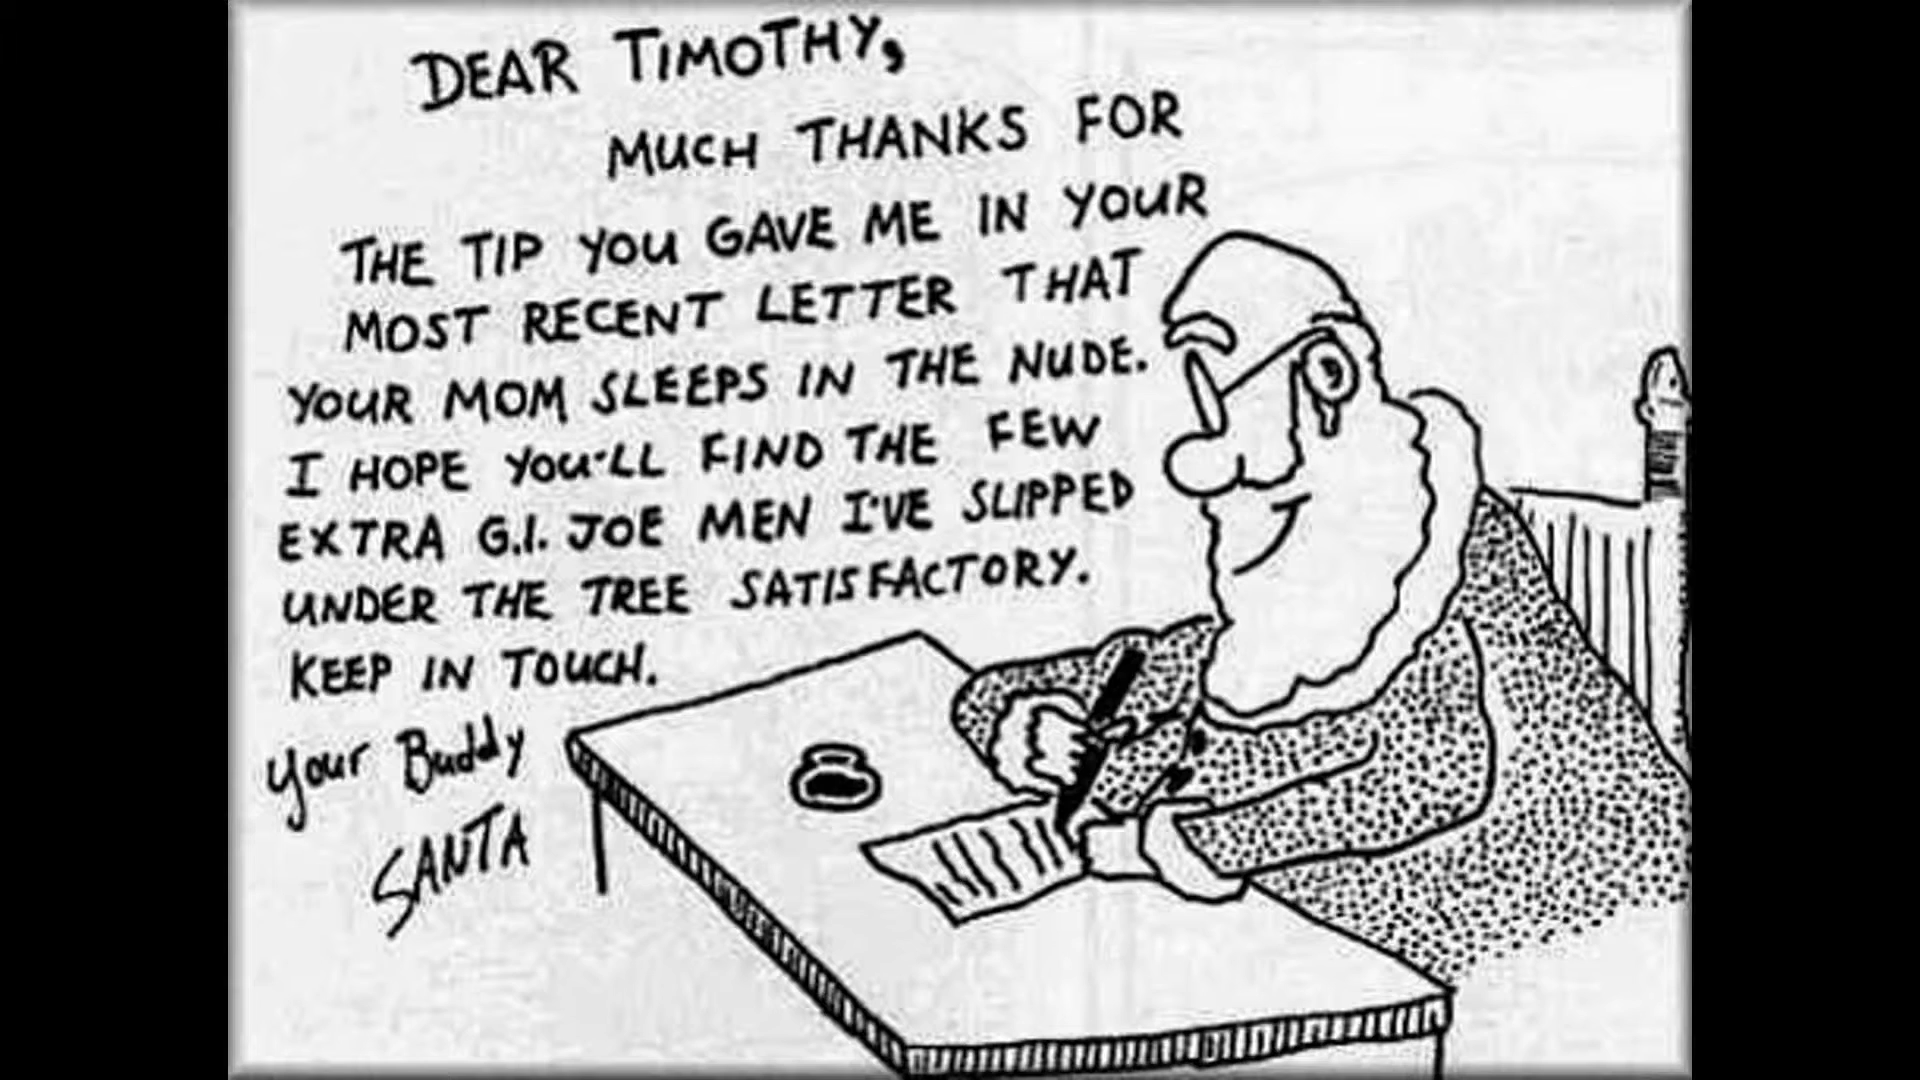 DEAR TIMOTHY,
MUCH THANKS FOR
THE TIP YOU GAVE ME IN YOUR
MOST RECENT LETTER THAT
YOUR MOM SLEEPS IN THE NUDE.
I HOPE YOU'LL FIND THE FEW
EXTRA G.I. JOE MEN I'VE SLIPPED
UNDER THE TREE SATISFACTORY.
KEEP IN TOUCH.
Your Buddy
SANTA